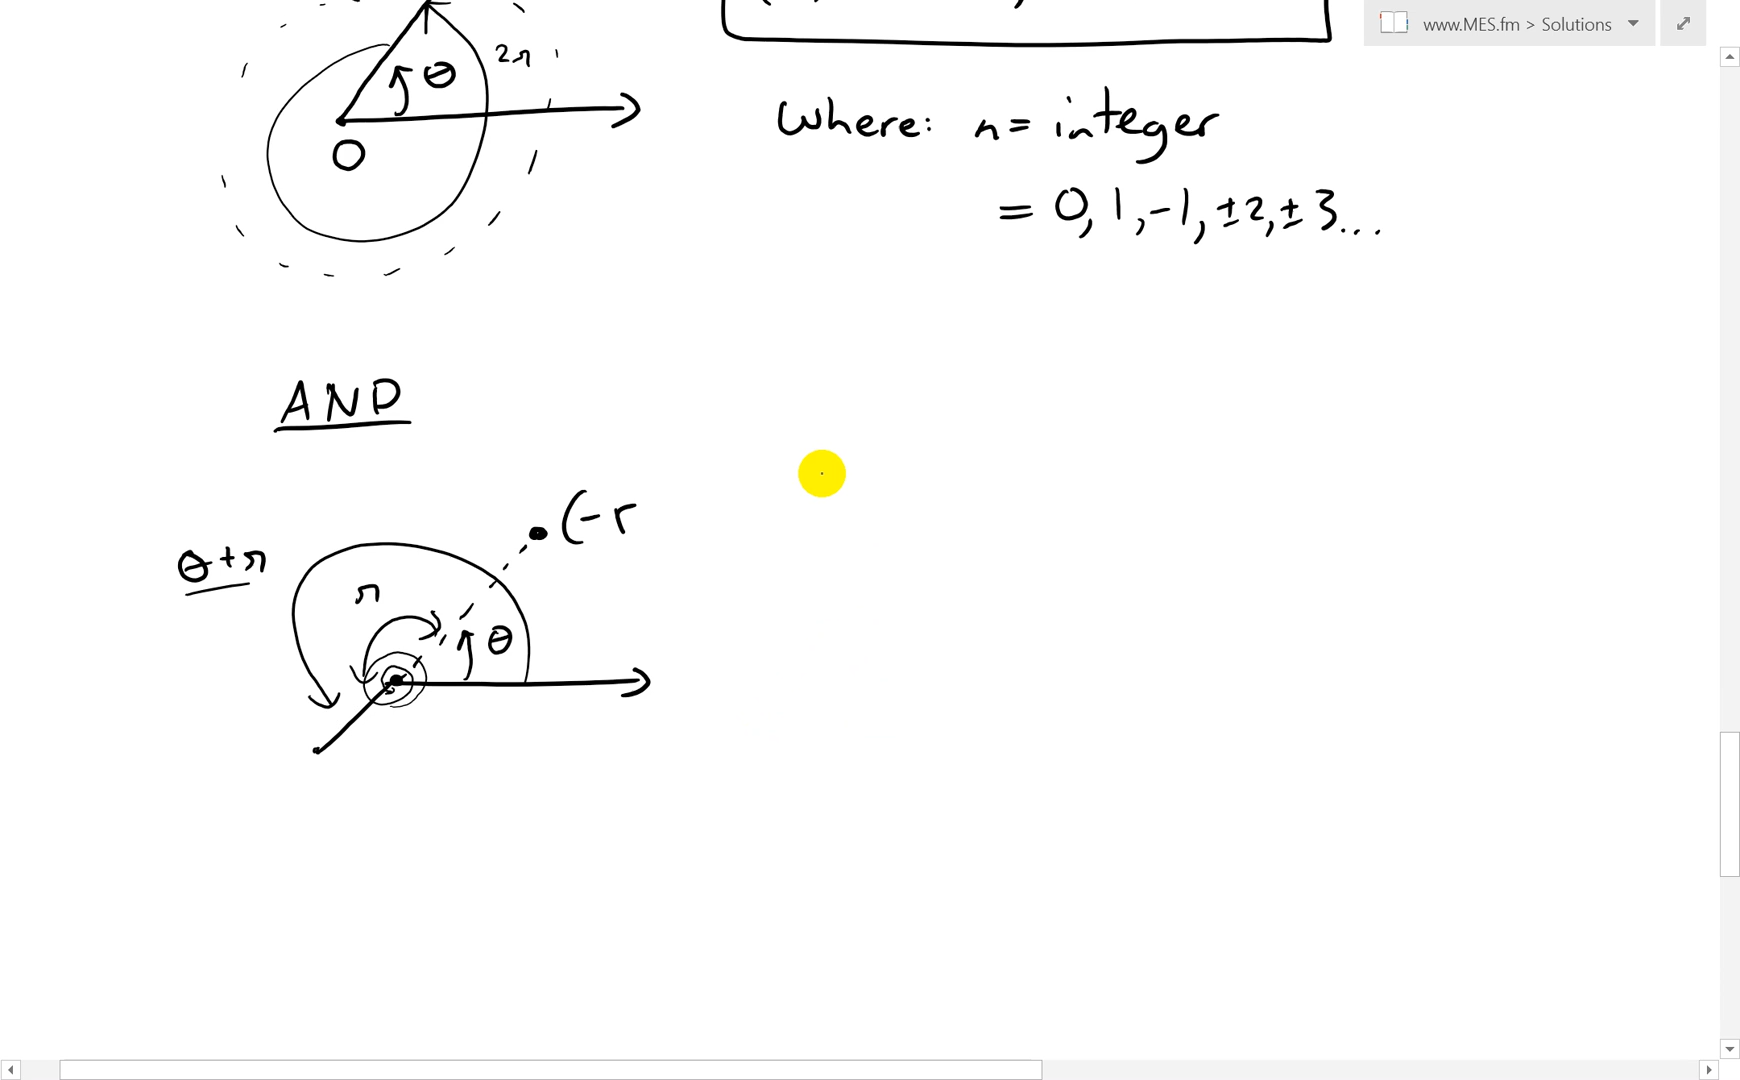 www.MES.fm > Solutions
2π
θ
O
Where: n = integer
= 0, 1, -1, ±2, ±3...
AND
(-r
θ+π
π
θ